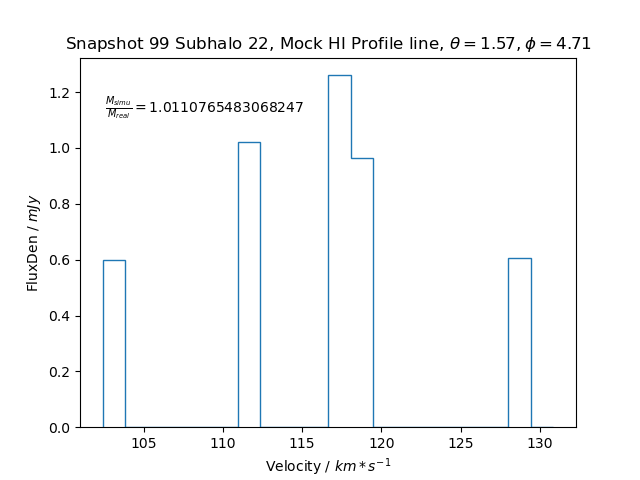 Snapshot 99 Subhalo 22, Mock HI Profile line, θ = 1.57, ϕ = 4.71
M_simu/M_real = 1.0110765483068247
1.2
1.0
0.8
0.6
0.4
0.2
0.0
FluxDen / mJy
105 110 115 120 125 130
Velocity / km * s⁻¹